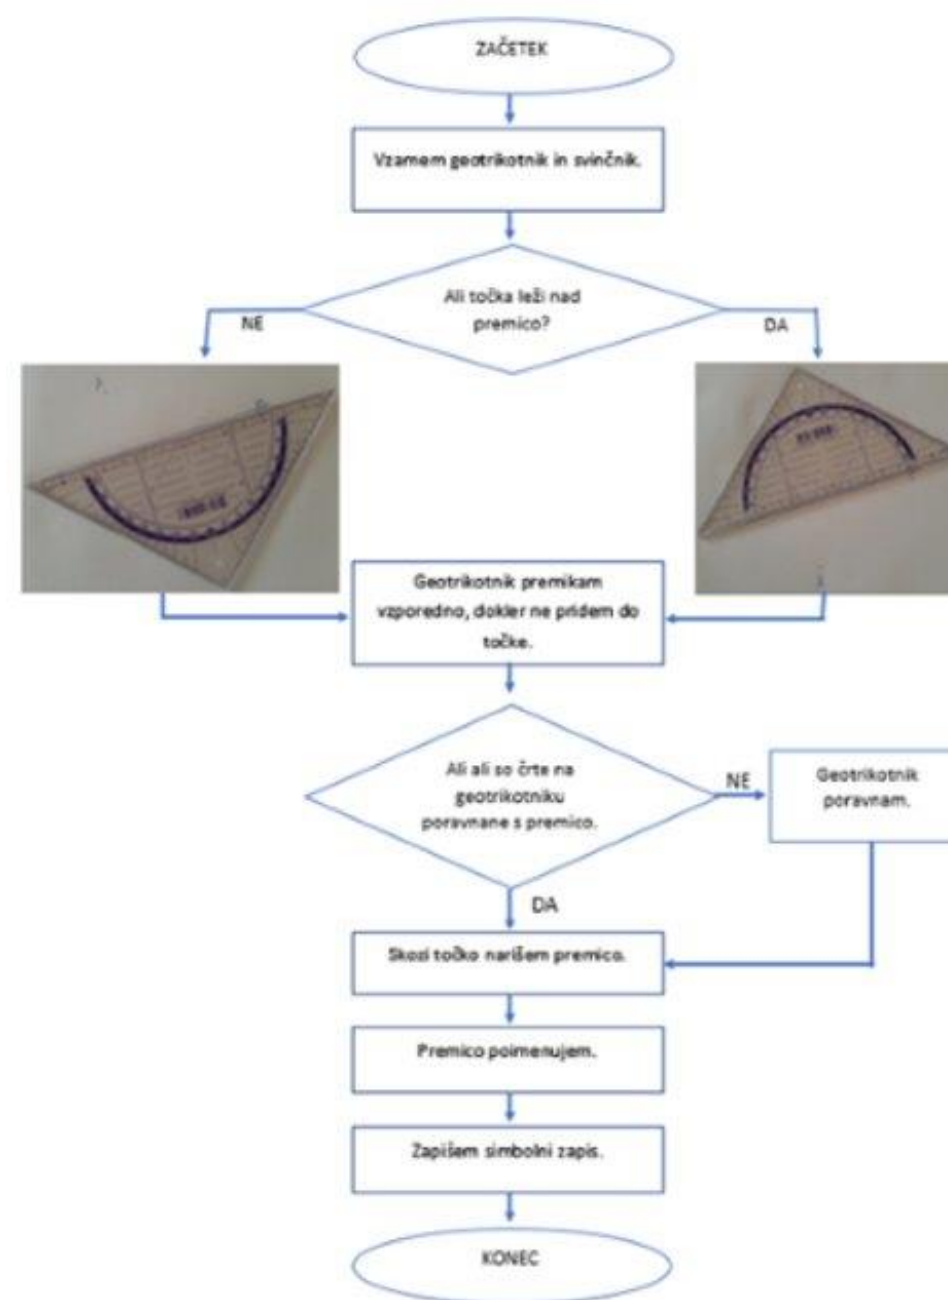 ZAČETEK
Vzamem geotrikotnik in svinčnik.
Ali točka leži nad
premico?
NE
DA
Geotrikotnik premikam
vzporedno, dokler ne pridem do
točke.
Ali ali so črte na
geotrikotniku
poravnane s premico.
NE
Geotrikotnik
poravnam.
DA
Skozi točko narišem premico.
Premico poimenujem.
Zapišem simbolni zapis.
KONEC